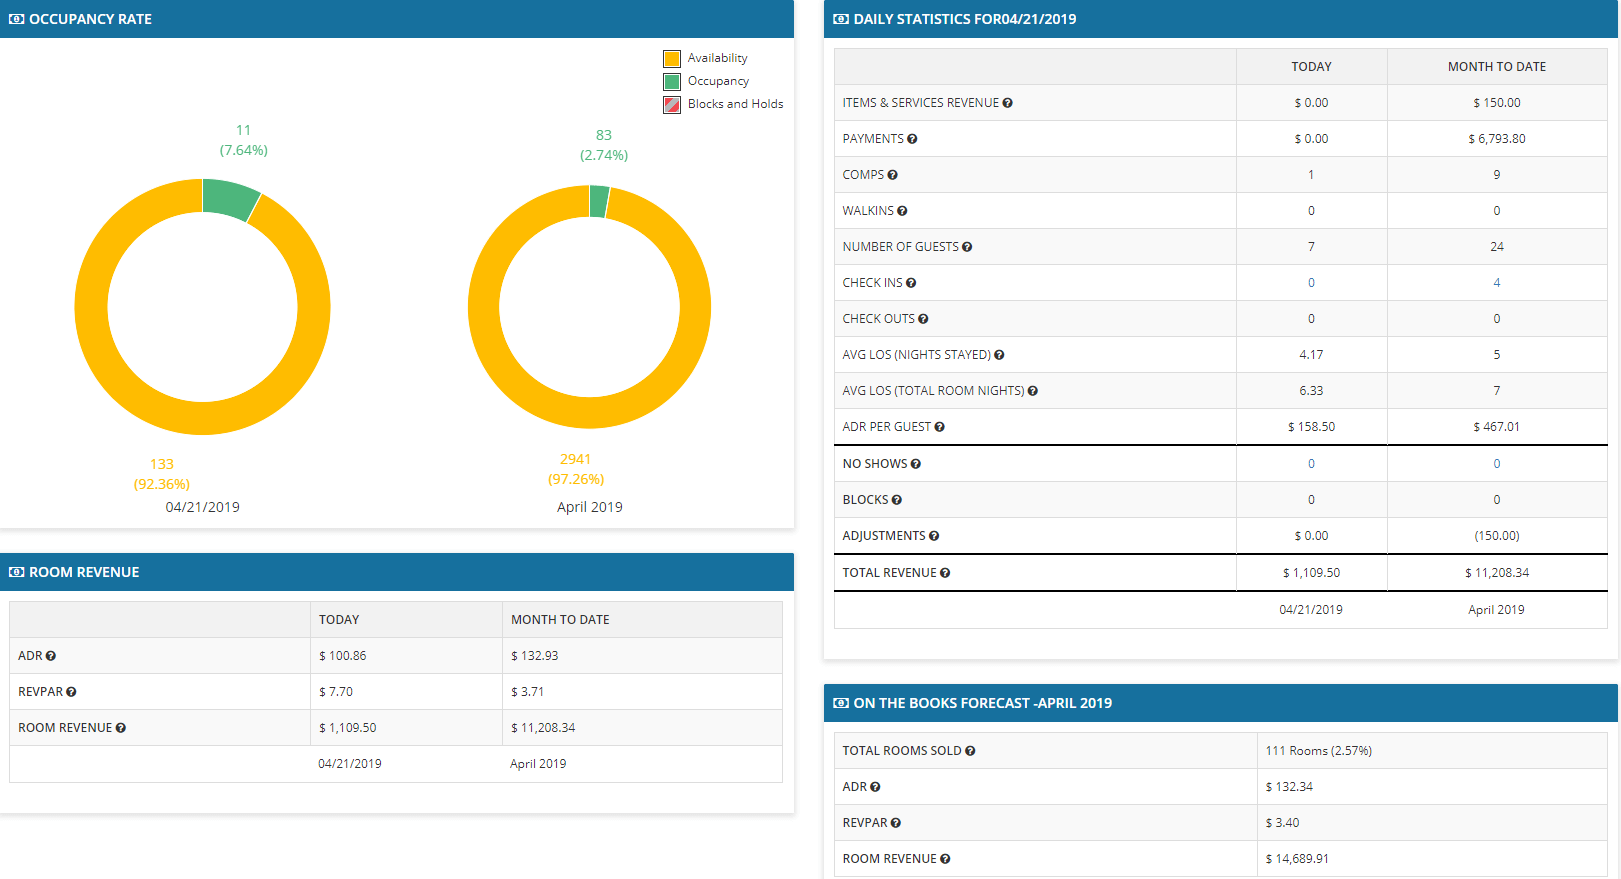 OCCUPANCY RATE
Availability
Occupancy
Blocks and Holds
11
(7.64%)
83
(2.74%)
133
(92.36%)
2941
(97.26%)
04/21/2019
April 2019
ROOM REVENUE
TODAY MONTH TO DATE
ADR $ 100.86 $ 132.93
REVPAR $ 7.70 $ 3.71
ROOM REVENUE $ 1,109.50 $ 11,208.34
04/21/2019 April 2019
DAILY STATISTICS FOR04/21/2019
TODAY MONTH TO DATE
ITEMS & SERVICES REVENUE $ 0.00 $ 150.00
PAYMENTS $ 0.00 $ 6,793.80
COMPS 1 9
WALKINS 0 0
NUMBER OF GUESTS 7 24
CHECK INS 0 4
CHECK OUTS 0 0
AVG LOS (NIGHTS STAYED) 4.17 5
AVG LOS (TOTAL ROOM NIGHTS) 6.33 7
ADR PER GUEST $ 158.50 $ 467.01
NO SHOWS 0 0
BLOCKS 0 0
ADJUSTMENTS $ 0.00 (150.00)
TOTAL REVENUE $ 1,109.50 $ 11,208.34
04/21/2019 April 2019
ON THE BOOKS FORECAST -APRIL 2019
TOTAL ROOMS SOLD 111 Rooms (2.57%)
ADR $ 132.34
REVPAR $ 3.40
ROOM REVENUE $ 14,689.91